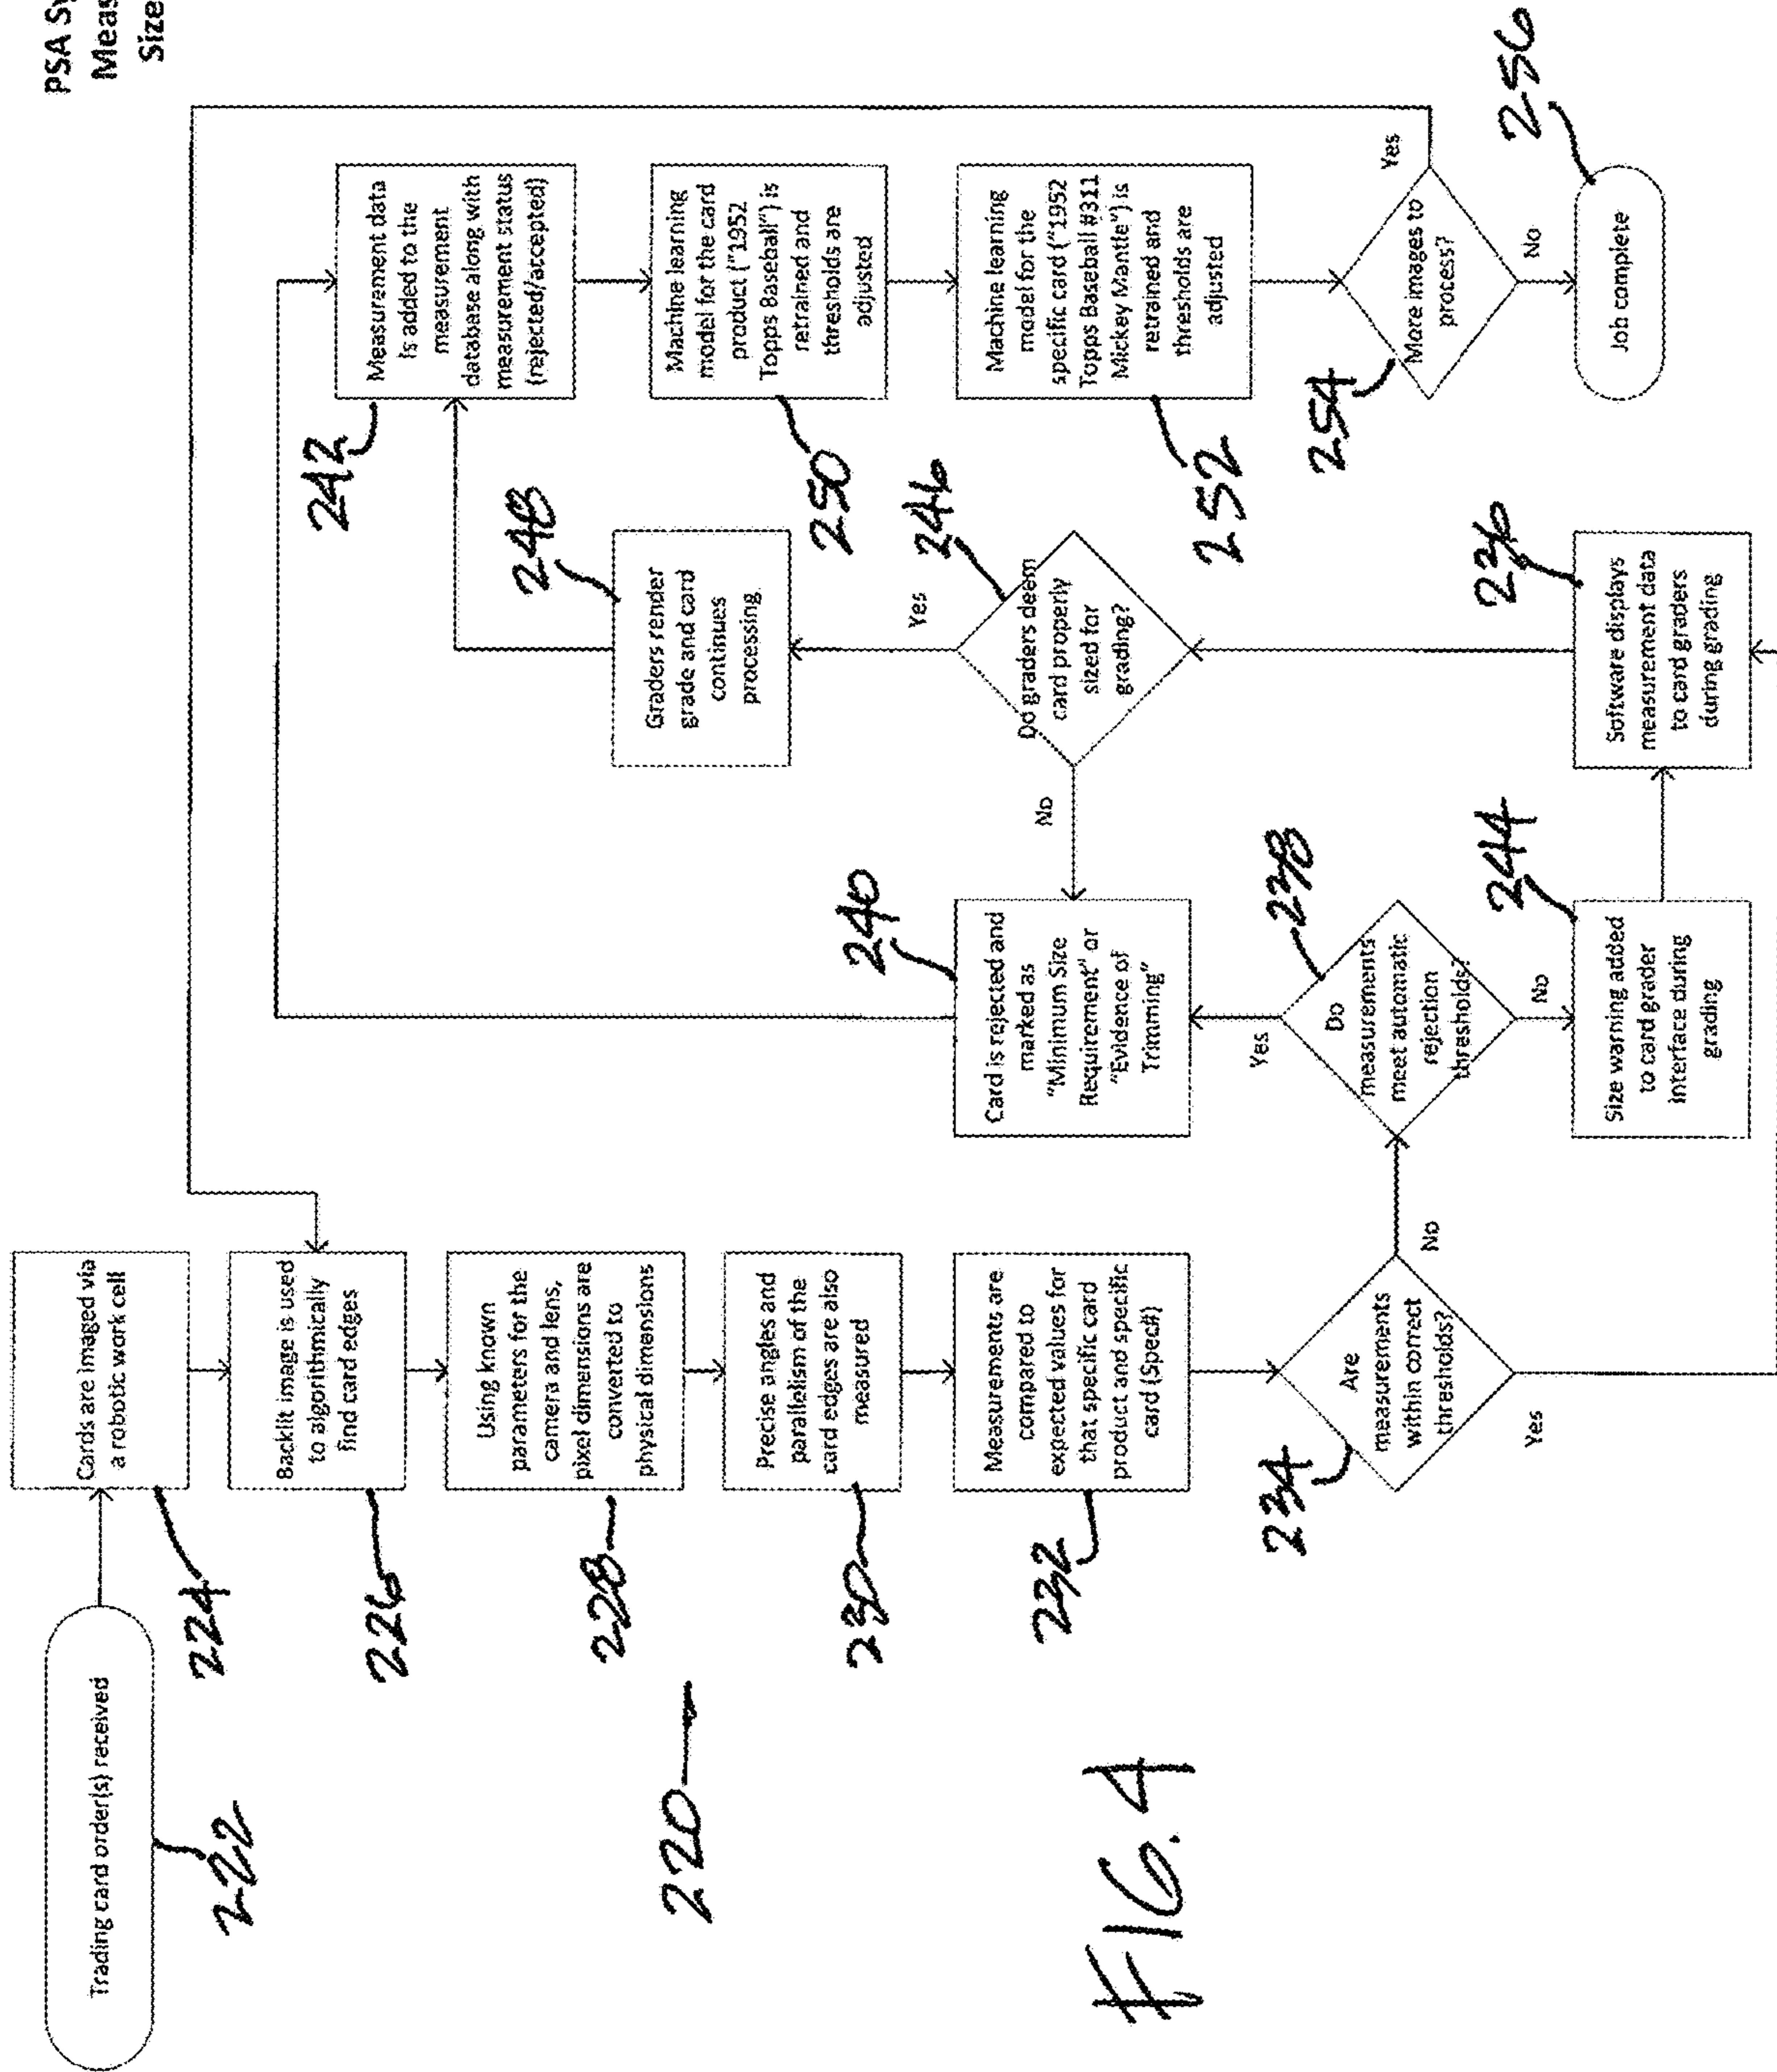 PSA Sy
Meas
Size
Trading card order(s) received
222
Cards are imaged via
a robotic work cell
224
Backlit image is used
to algorithmically
find card edges
226
Using known
parameters for the
camera and lens,
pixel dimensions are
converted to
physical dimensions
228
Precise angles and
parallelism of the
card edges are also
measured
230
Measurements are
compared to
expected values for
that specific card
product and specific
card (Spec#)
232
Are
measurements
within correct
thresholds?
234
Yes
No
Do
measurements
meet automatic
rejection
thresholds?
238
Yes
No
Card is rejected and
marked as
"Minimum Size
Requirement" or
"Evidence of
Trimming"
240
Size warning added
to card grader
interface during
grading
244
Software displays
measurement data
to card graders
during grading
236
Do graders deem
card properly
sized for
grading?
246
No
Yes
Graders render
grade and card
continues
processing
248
Measurement data
is added to the
measurement
database along with
measurement status
(rejected/accepted)
242
Machine learning
model for the card
product ("1952
Topps Baseball") is
retrained and
thresholds are
adjusted
250
Machine learning
model for the
specific card ("1952
Topps Baseball #311
Mickey Mantle") is
retrained and
thresholds are
adjusted
252
More images to
process?
254
Yes
No
Job complete
256
220
FIG. 4